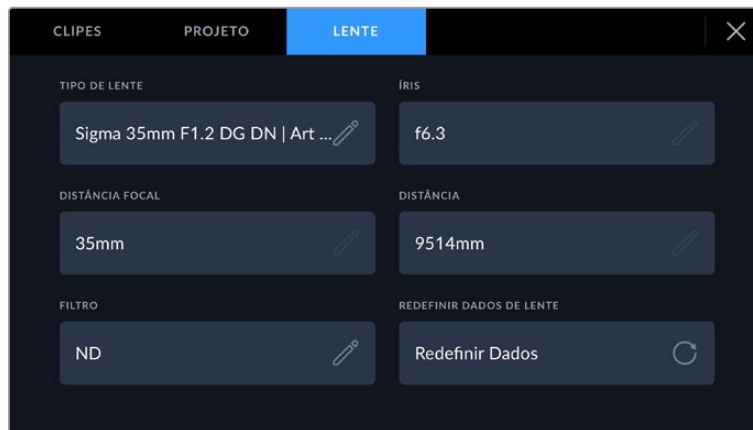 CLIPES PROJETO LENTE
TIPO DE LENTE ÍRIS
Sigma 35mm F1.2 DG DN | Art ... f6.3
DISTÂNCIA FOCAL DISTÂNCIA
35mm 9514mm
FILTRO REDEFINIR DADOS DE LENTE
ND Redefinir Dados